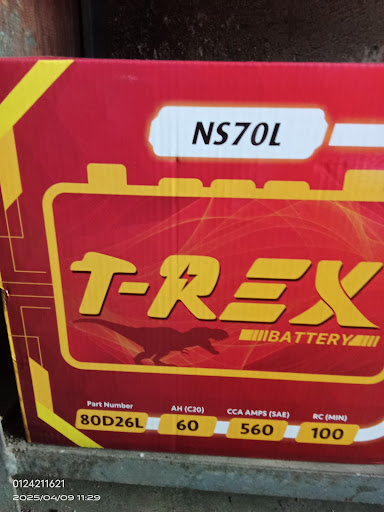 NS70L
T-REX
BATTERY
Part Number AH (C20) CCA AMPS (SAE) RC (MIN)
80D26L 60 560 100
0124211621
2025/04/09 11:29